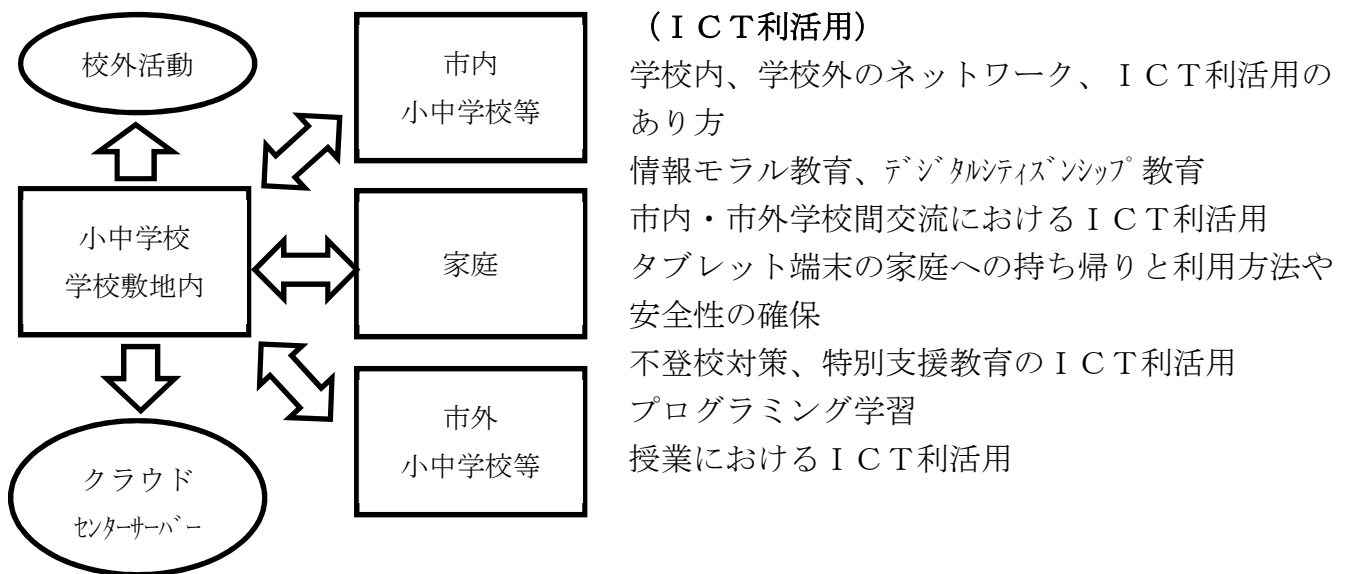 校外活動
小中学校
学校敷地内
クラウド
センターサーバー
市内
小中学校等
家庭
市外
小中学校等
(ICT利活用)
学校内、学校外のネットワーク、ICT利活用の
あり方
情報モラル教育、デジタルシティズンシップ教育
市内・市外学校間交流におけるICT利活用
タブレット端末の家庭への持ち帰りと利用方法や
安全性の確保
不登校対策、特別支援教育のICT利活用
プログラミング学習
授業におけるICT利活用